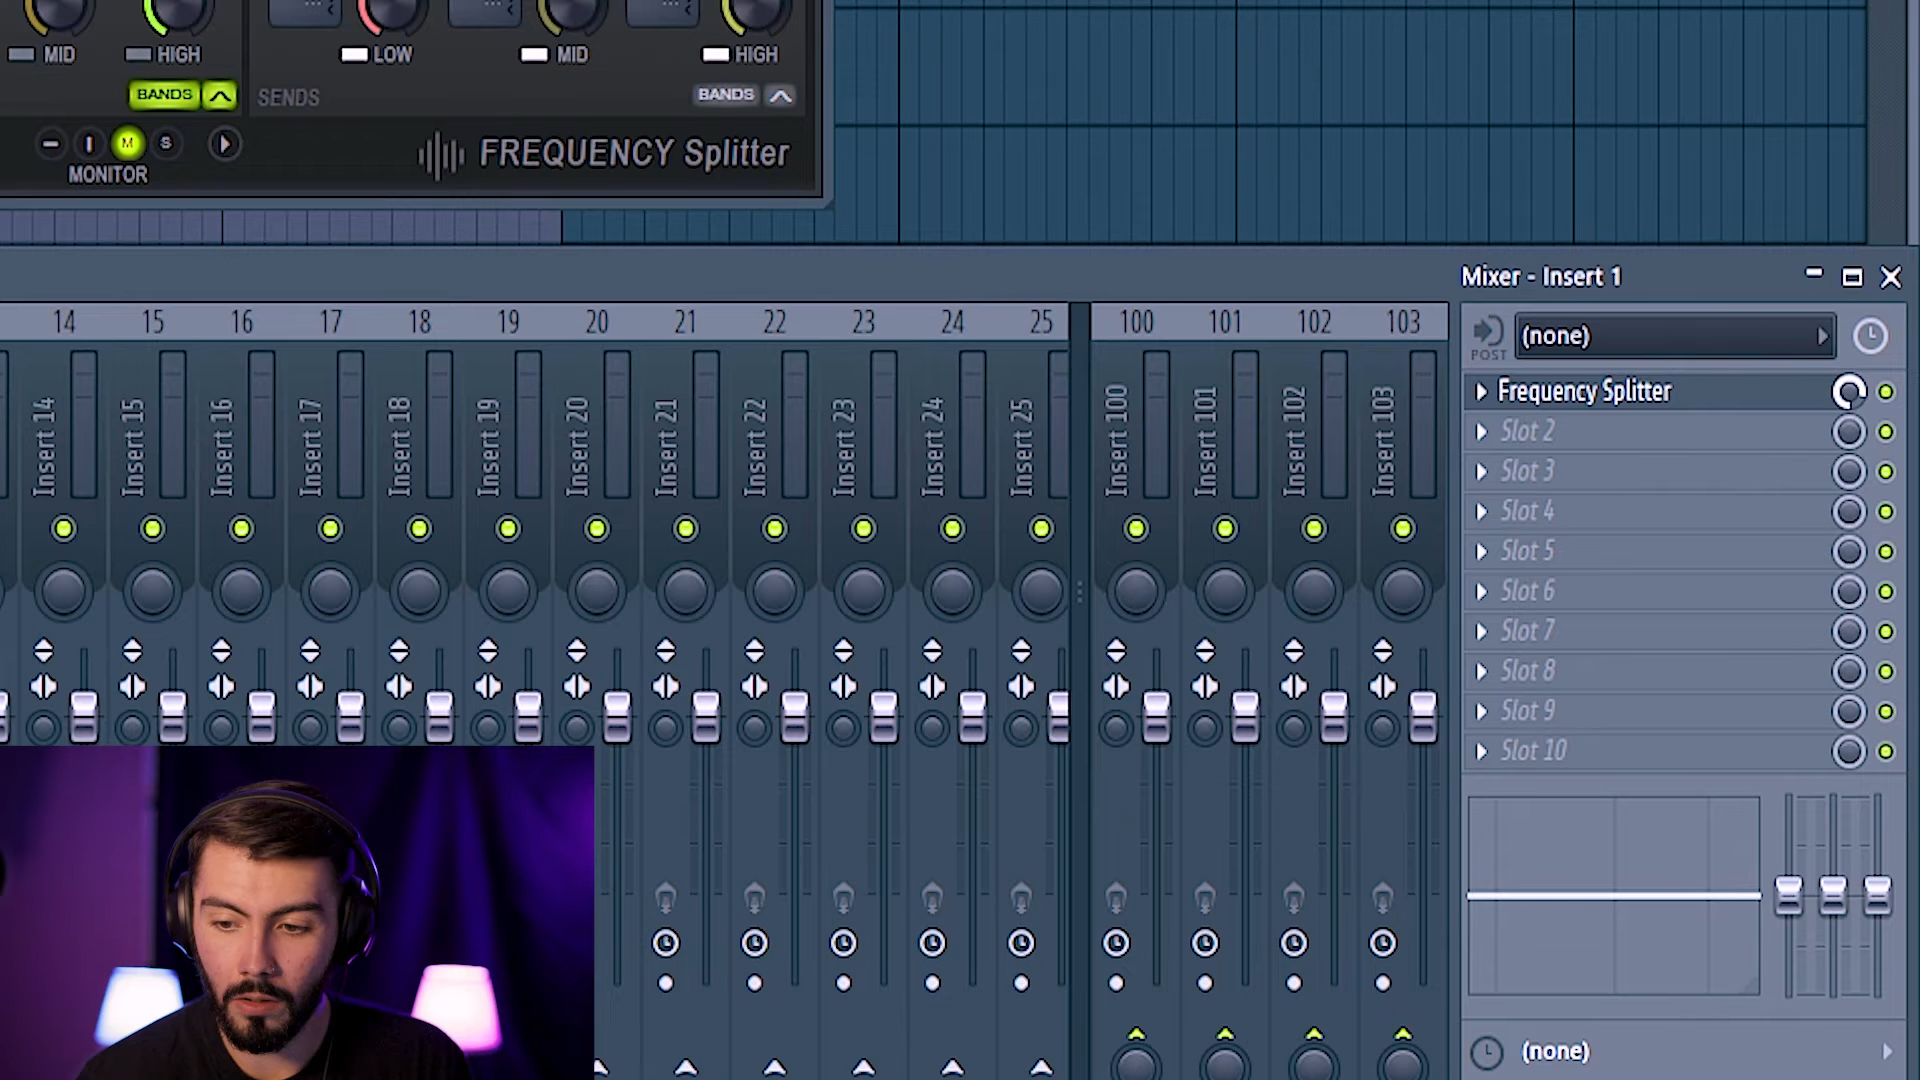 MID HIGH LOW MID HIGH
BANDS SENDS BANDS
M S
MONITOR
FREQUENCY Splitter
Mixer - Insert 1
14 15 16 17 18 19 20 21 22 23 24 25 100 101 102 103
POST (none)
Insert 14 Insert 15 Insert 16 Insert 17 Insert 18 Insert 19 Insert 20 Insert 21 Insert 22 Insert 23 Insert 24 Insert 25 Insert 100 Insert 101 Insert 102 Insert 103
Frequency Splitter
Slot 2
Slot 3
Slot 4
Slot 5
Slot 6
Slot 7
Slot 8
Slot 9
Slot 10
(none)